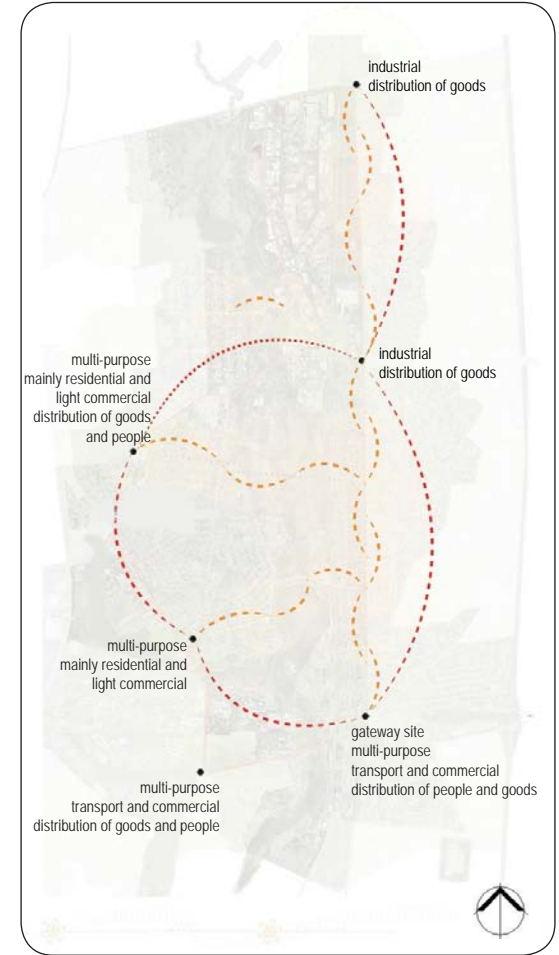 industrial
distribution of goods
industrial
distribution of goods
multi-purpose
mainly residential and
light commercial
distribution of goods
and people
multi-purpose
mainly residential and
light commercial
gateway site
multi-purpose
transport and commercial
distribution of people and goods
multi-purpose
transport and commercial
distribution of goods and people